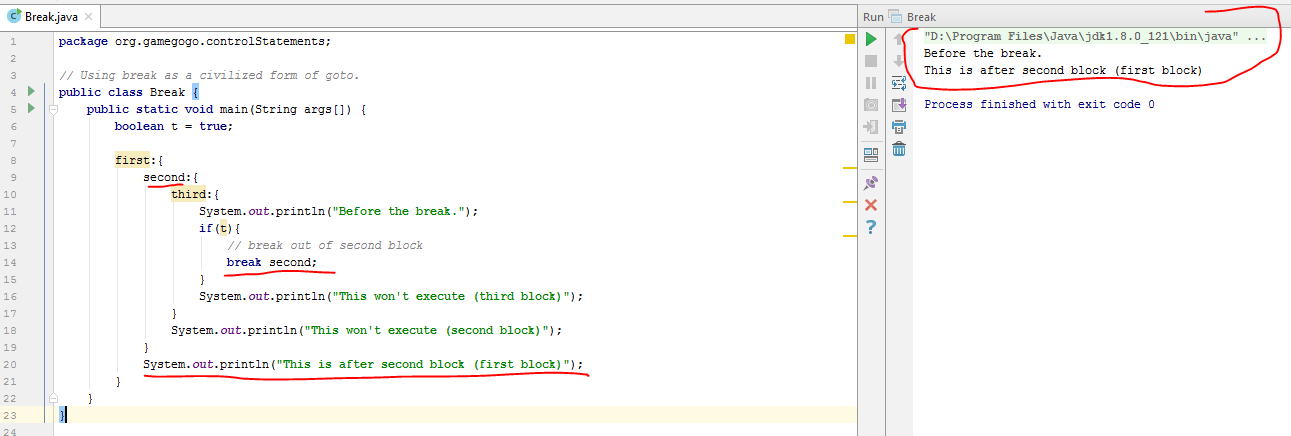 Break.java
Run Break
1 package org.gamegogo.controlStatements;
2
3 // Using break as a civilized form of goto.
4 public class Break {
5 public static void main(String args[]) {
6 boolean t = true;
7
8 first:{
9 second:{
10 third:{
11 System.out.println("Before the break.");
12 if(t){
13 // break out of second block
14 break second;
15 }
16 System.out.println("This won't execute (third block)");
17 }
18 System.out.println("This won't execute (second block)");
19 }
20 System.out.println("This is after second block (first block)");
21 }
22 }
23 }
24
"D:\Program Files\Java\jdk1.8.0_121\bin\java" ...
Before the break.
This is after second block (first block)
Process finished with exit code 0